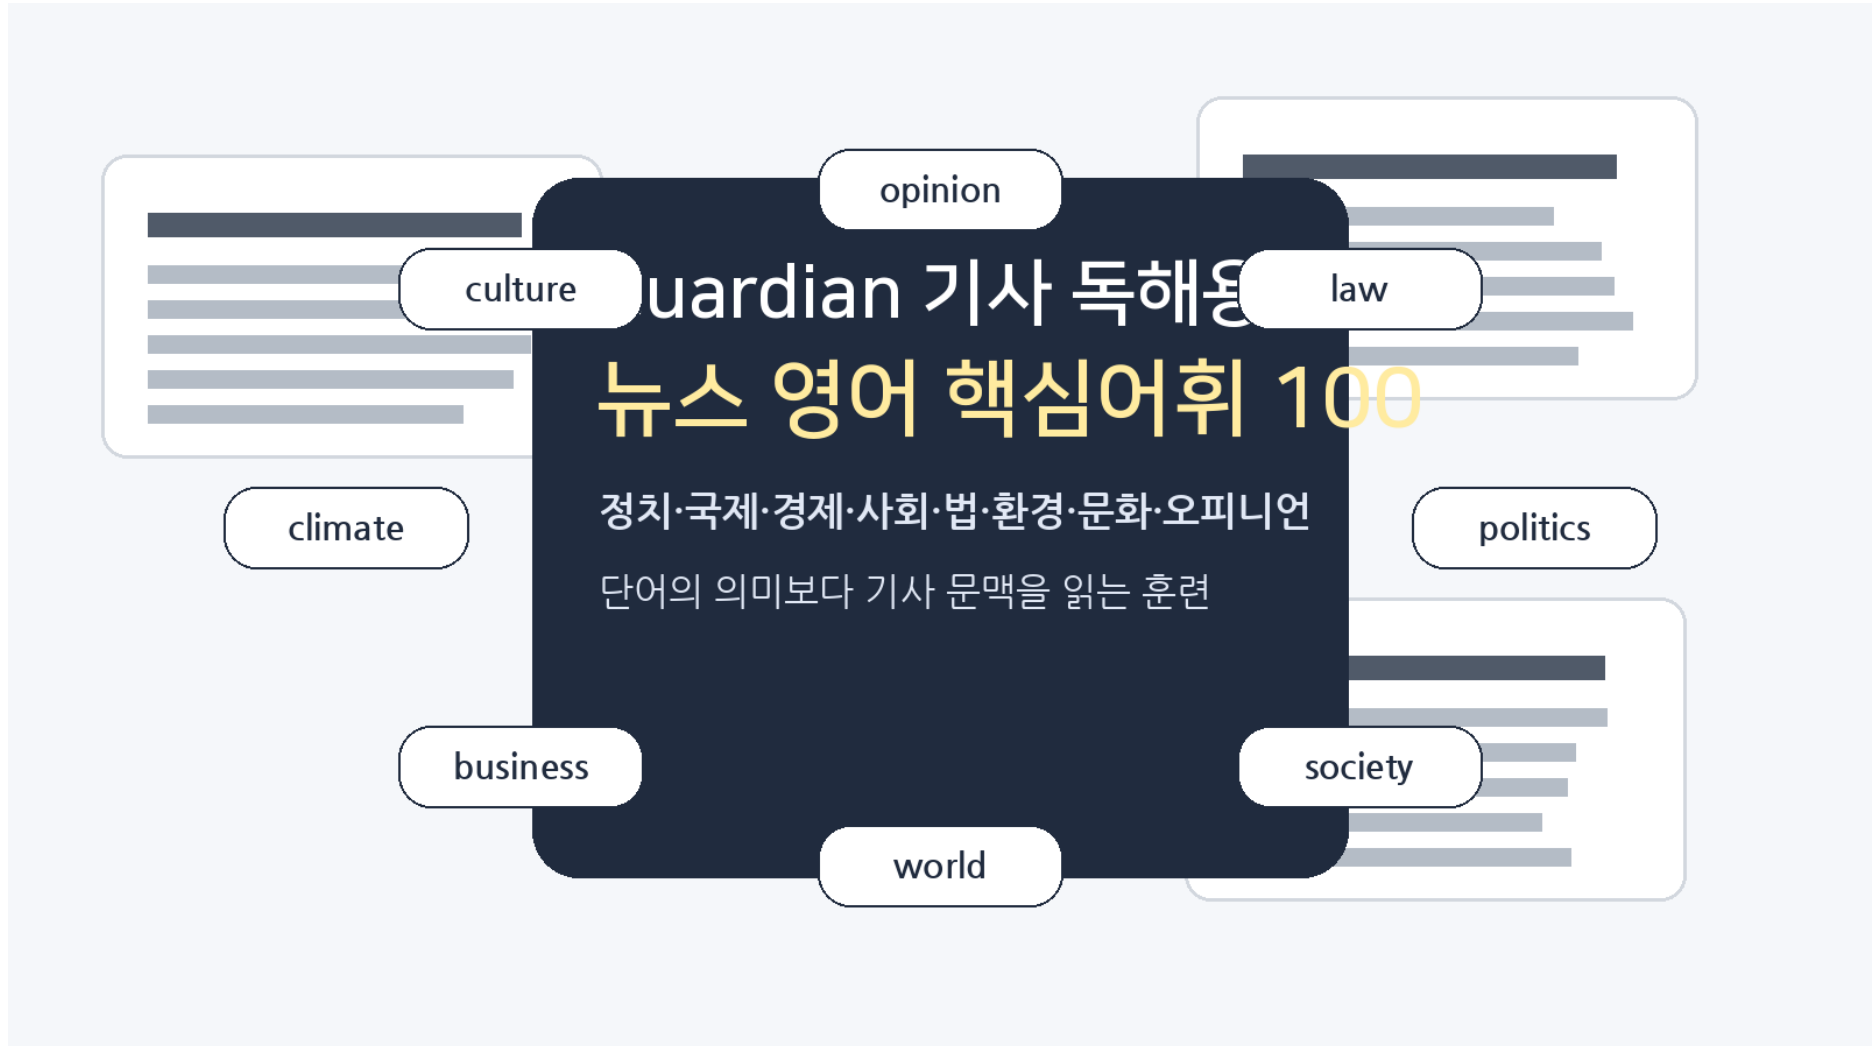 opinion
culture
uardian 기사 독해용
law
뉴스 영어 핵심어휘 100
정치·국제·경제·사회·법·환경·문화·오피니언
climate
politics
단어의 의미보다 기사 문맥을 읽는 훈련
business
society
world